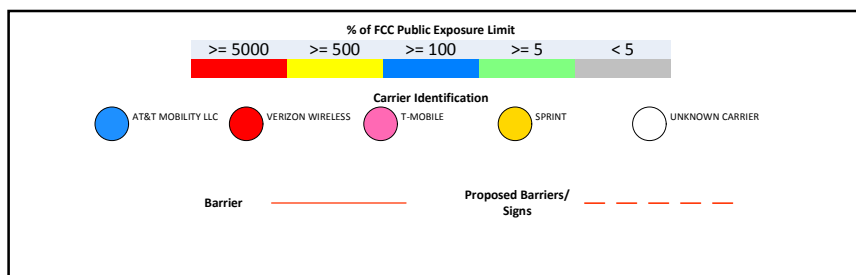 % of FCC Public Exposure Limit
>= 5000 >= 500 >= 100 >= 5 < 5
Carrier Identification
AT&T MOBILITY LLC VERIZON WIRELESS T-MOBILE SPRINT UNKNOWN CARRIER
Barrier
Proposed Barriers/
Signs